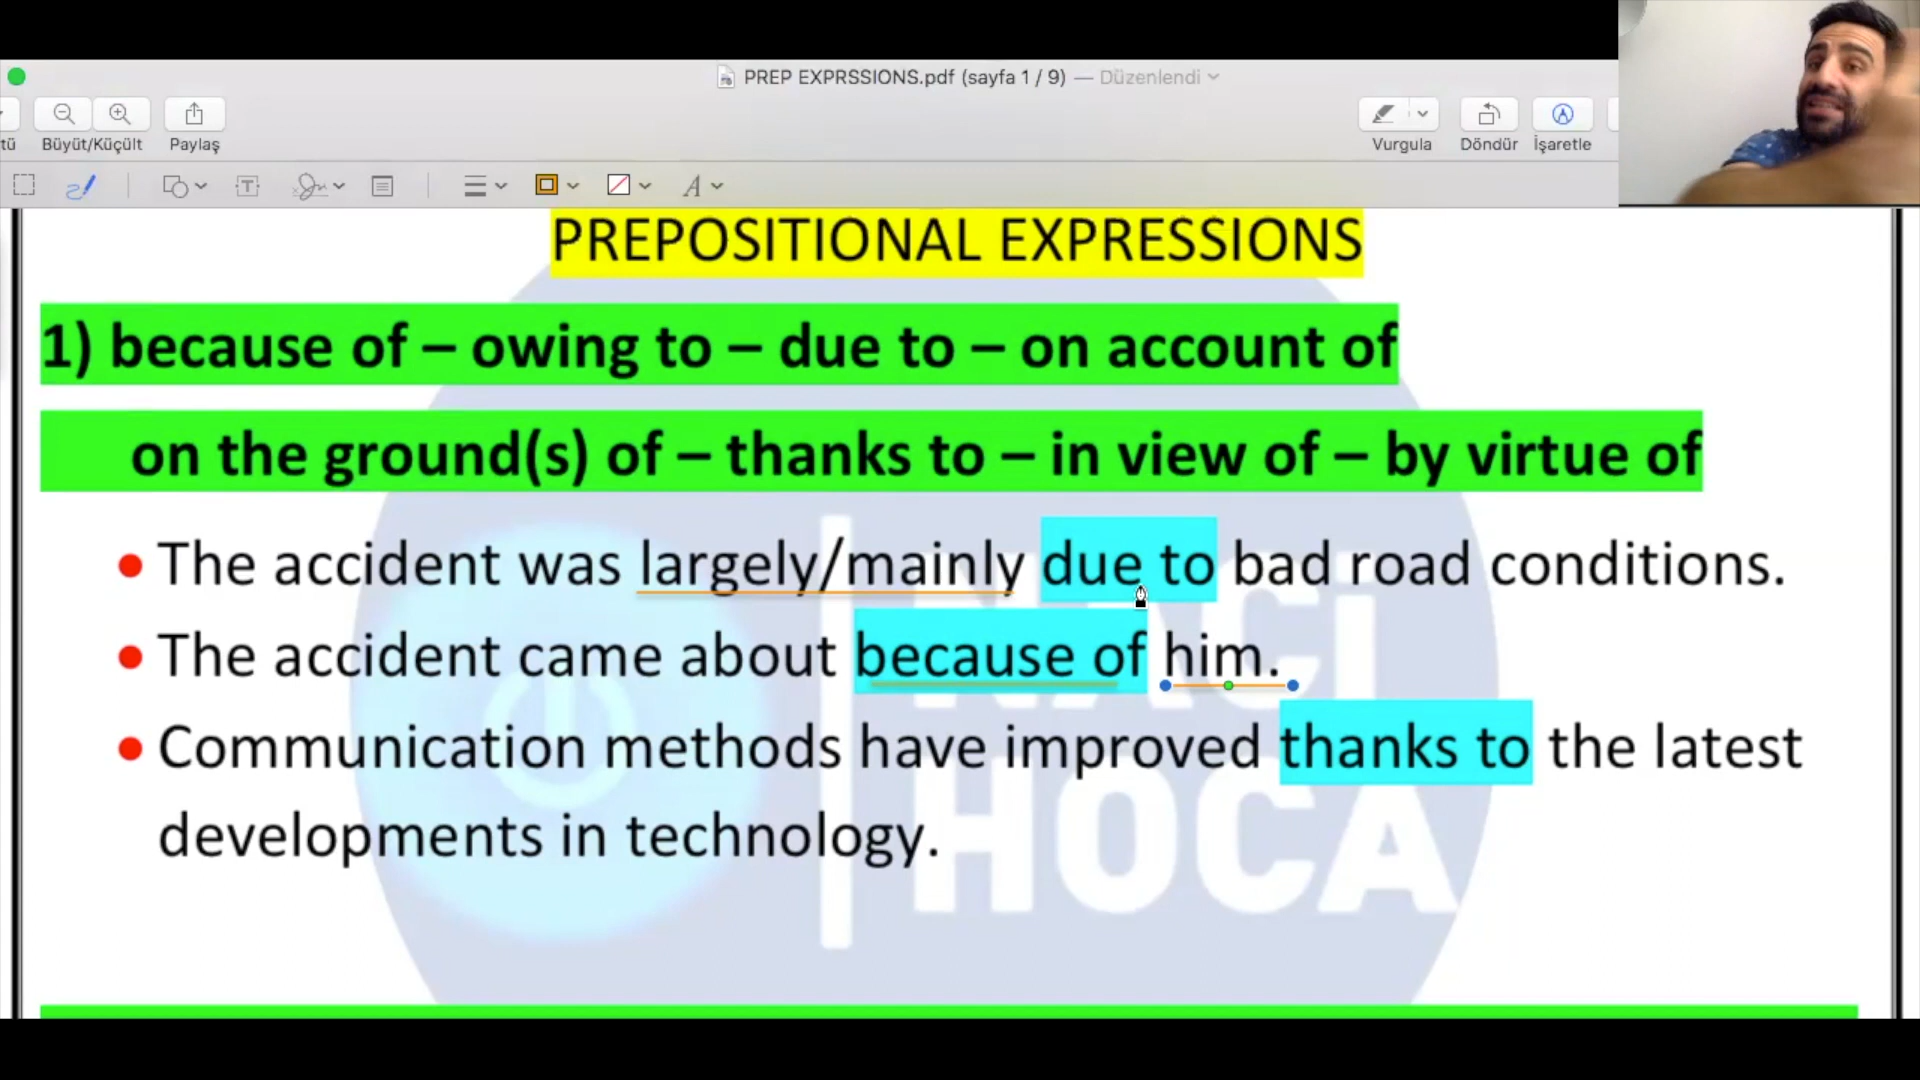 PREP EXPRSSIONS.pdf (sayfa 1 / 9) — Düzenlendi
tü
Büyüt/Küçült
Paylaş
Vurgula
Döndür
İşaretle
PREPOSITIONAL EXPRESSIONS
1) because of – owing to – due to – on account of
on the ground(s) of – thanks to – in view of – by virtue of
• The accident was largely/mainly due to bad road conditions.
• The accident came about because of him.
• Communication methods have improved thanks to the latest
developments in technology.
NACİ
HOCA